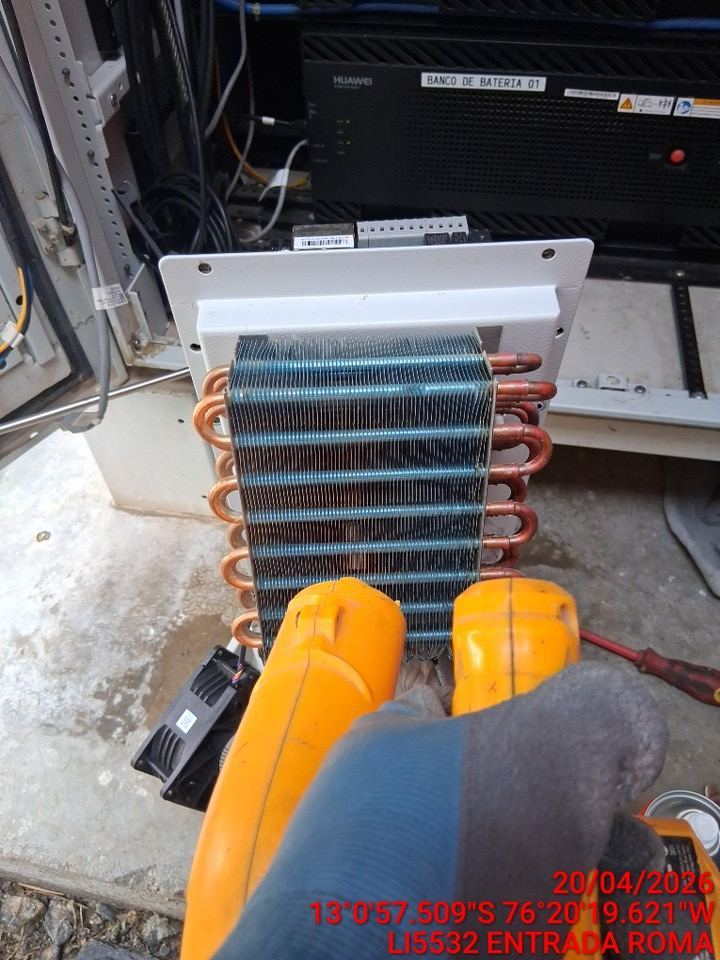 HUAWEI
BANCO DE BATERIA 01
20/04/2026
13°0'57.509"S 76°20'19.621"W
LI5532 ENTRADA ROMA